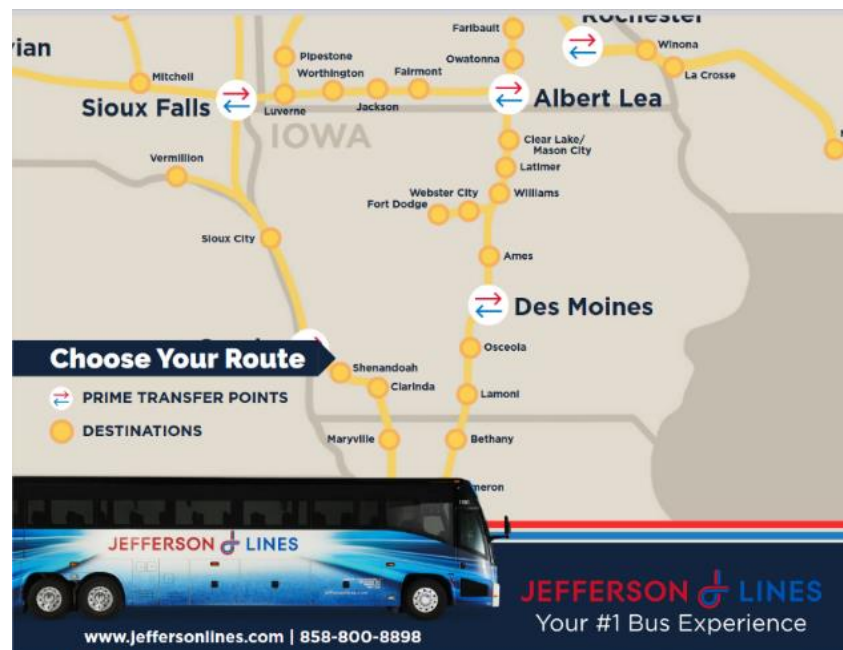 Faribault
Rochester
vian
Pipestone
Owatonna
Winona
Mitchell
Worthington
Fairmont
La Crosse
Sioux Falls
Luverne
Jackson
Albert Lea
IOWA
Clear Lake/
Mason City
Vermillion
Latimer
Webster City
Williams
Fort Dodge
Sioux City
Ames
Des Moines
Osceola
Choose Your Route
Shenandoah
Clarinda
Lamoni
PRIME TRANSFER POINTS
DESTINATIONS
Maryville
Bethany
meron
JEFFERSON LINES
JEFFERSON LINES
Your #1 Bus Experience
www.jeffersonlines.com | 858-800-8898